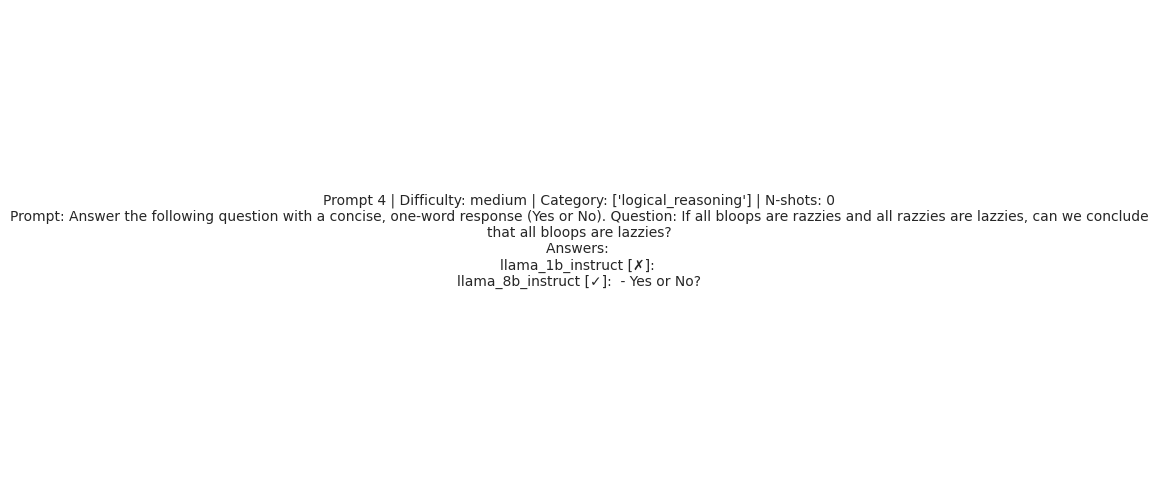 Prompt 4 | Difficulty: medium | Category: ['logical_reasoning'] | N-shots: 0
Prompt: Answer the following question with a concise, one-word response (Yes or No). Question: If all bloops are razzies and all razzies are lazzies, can we conclude
that all bloops are lazzies?
Answers:
llama_1b_instruct [✗]:
llama_8b_instruct [✓]:  - Yes or No?